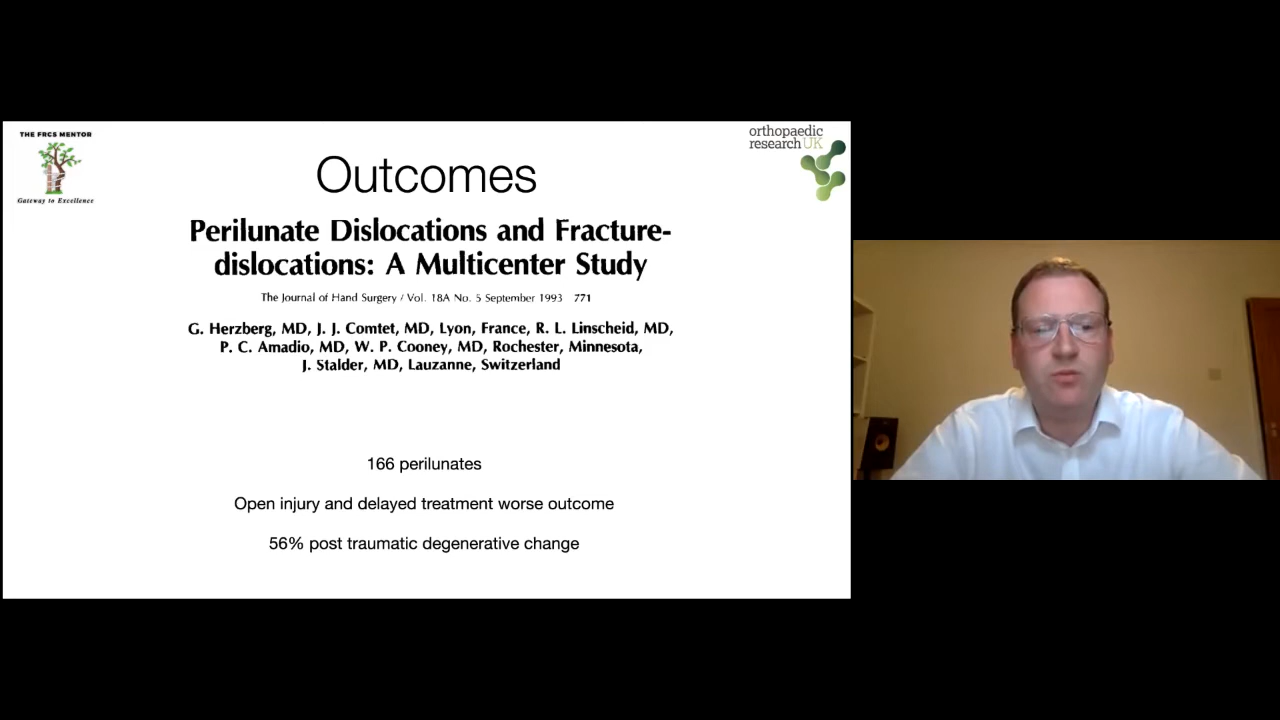 THE FRCS MENTOR
Gateway to Excellence
orthopaedic
research UK
Outcomes
Perilunate Dislocations and Fracture-
dislocations: A Multicenter Study
The Journal of Hand Surgery / Vol. 18A No. 5 September 1993 771
G. Herzberg, MD, J. J. Comtet, MD, Lyon, France, R. L. Linscheid, MD,
P. C. Amadio, MD, W. P. Cooney, MD, Rochester, Minnesota,
J. Stalder, MD, Lauzanne, Switzerland
166 perilunates
Open injury and delayed treatment worse outcome
56% post traumatic degenerative change